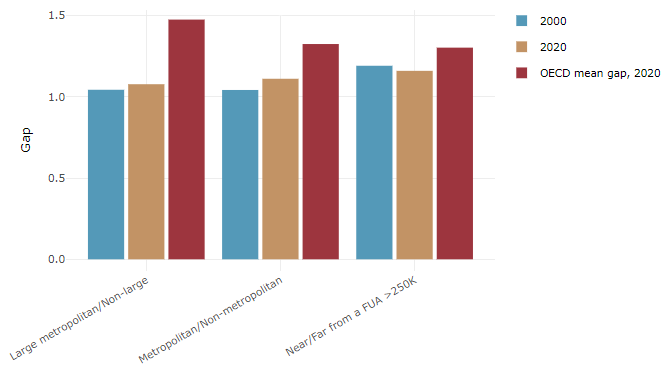 1.5
1.0
0.5
0.0
Gap
Large metropolitan/Non-large
Metropolitan/Non-metropolitan
Near/Far from a FUA >250K
2000
2020
OECD mean gap, 2020